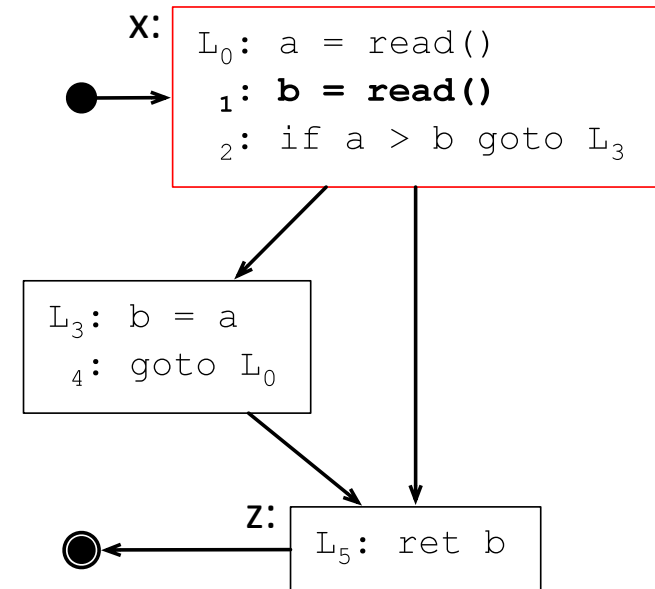 x:
L₀: a = read()
₁: b = read()
₂: if a > b goto L₃
L₃: b = a
₄: goto L₀
z:
L₅: ret b